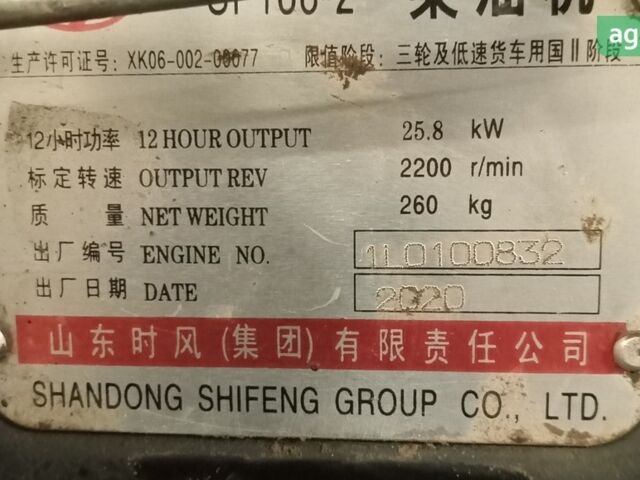 柴油机
ag
生产许可证号: XK06-002-00077 限值阶段: 三轮及低速货车用国Ⅱ阶段
12小时功率 12 HOUR OUTPUT 25.8 kW
标定转速 OUTPUT REV 2200 r/min
质 量 NET WEIGHT 260 kg
出厂编号 ENGINE NO. 1L0100832
出厂日期 DATE 2020
山东时风(集团)有限责任公司
SHANDONG SHIFENG GROUP CO., LTD.